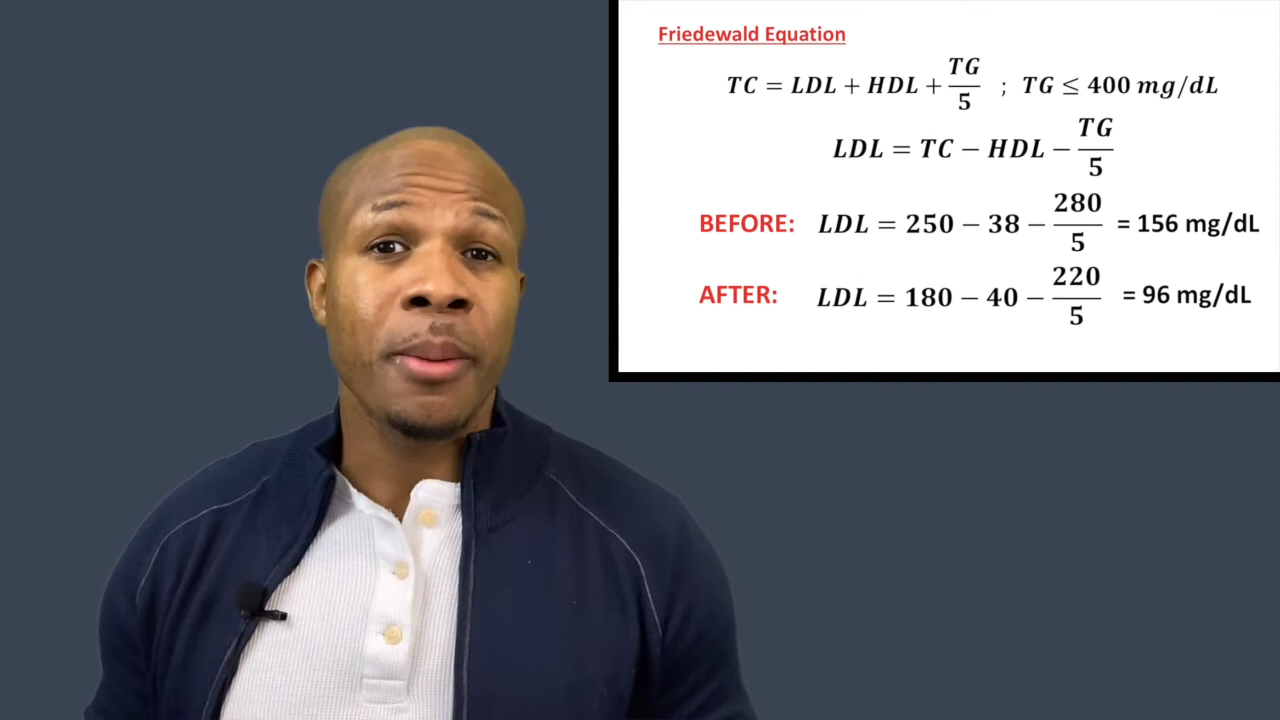 Friedewald Equation
TC = LDL + HDL + TG/5 ; TG ≤ 400 mg/dL
LDL = TC − HDL − TG/5
BEFORE: LDL = 250 − 38 − 280/5 = 156 mg/dL
AFTER: LDL = 180 − 40 − 220/5 = 96 mg/dL